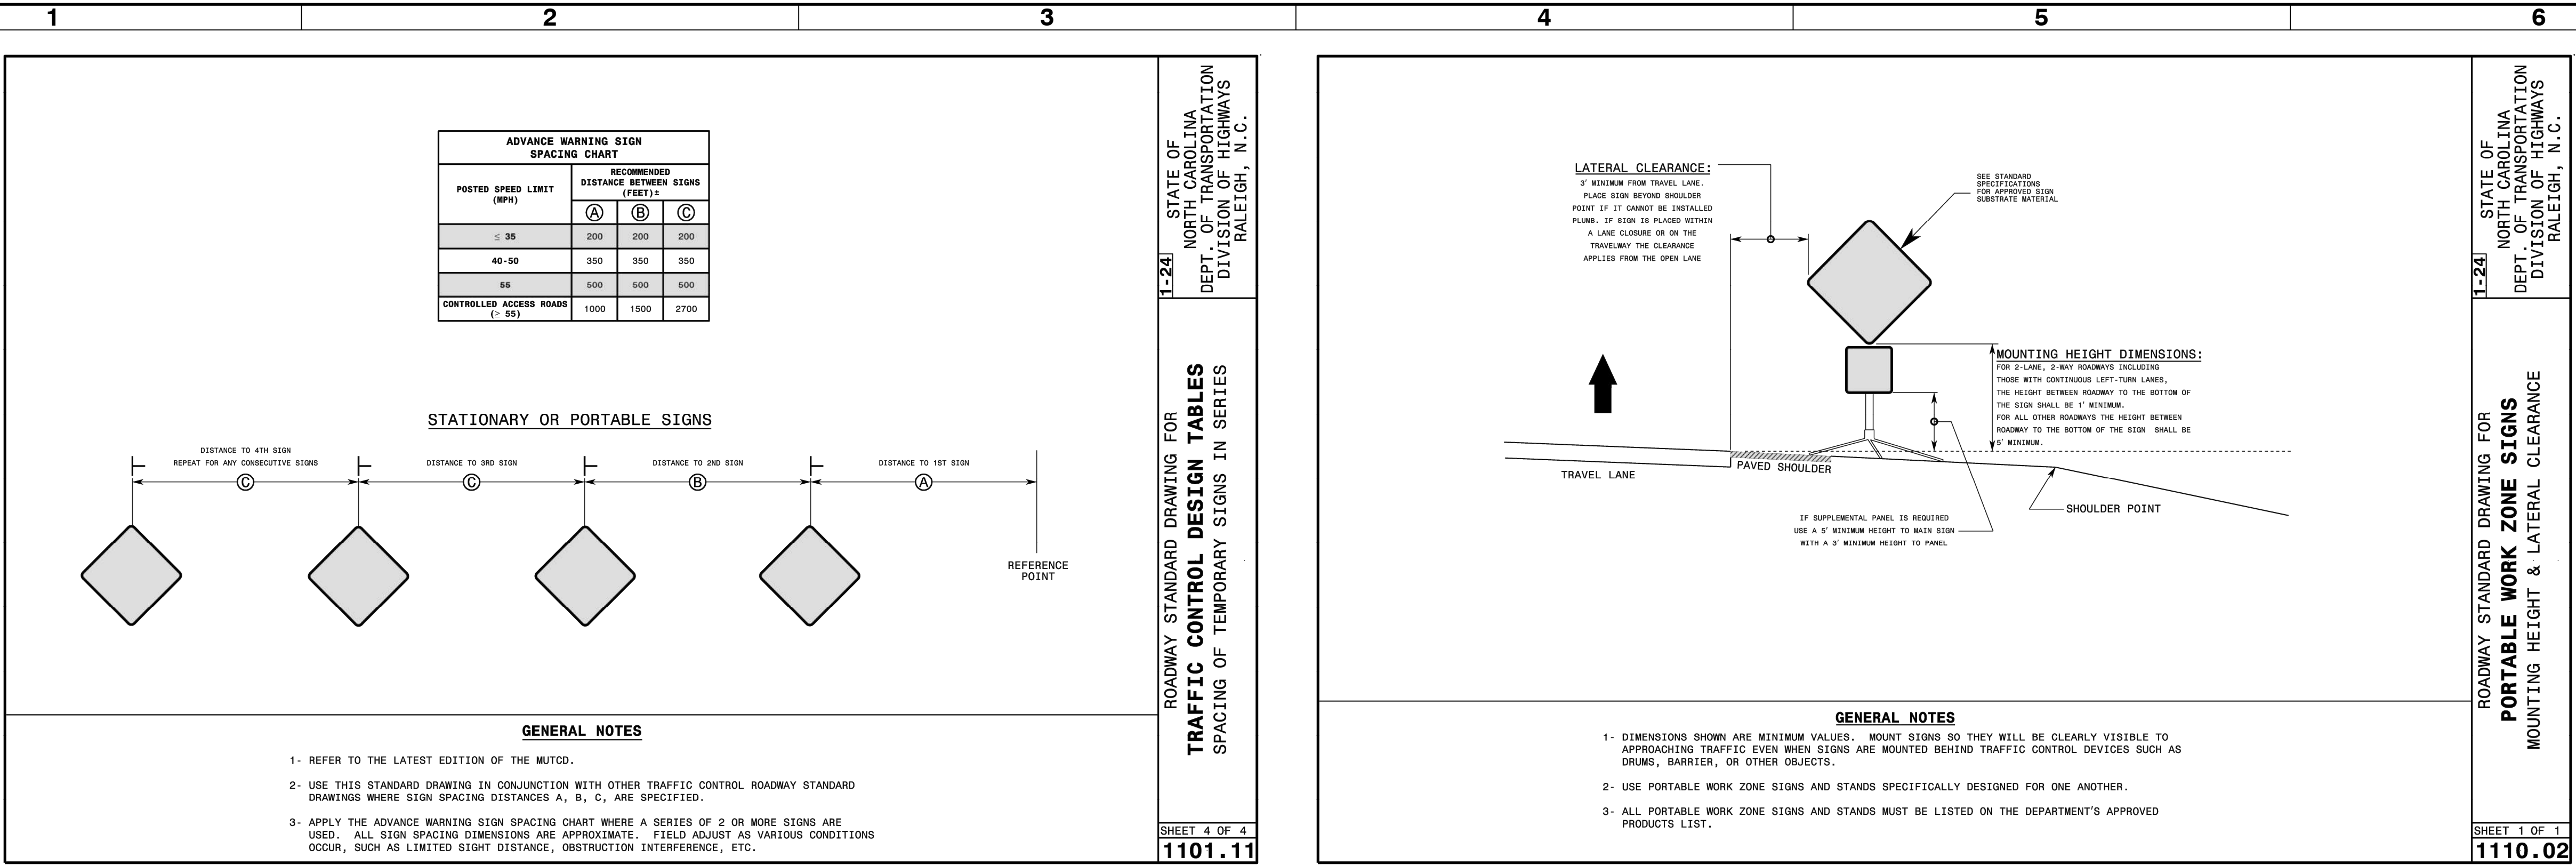 1 2 3 4 5 6
ADVANCE WARNING SIGN
SPACING CHART
POSTED SPEED LIMIT
(MPH)
RECOMMENDED
DISTANCE BETWEEN SIGNS
(FEET)±
A B C
≤ 35 200 200 200
40-50 350 350 350
55 500 500 500
CONTROLLED ACCESS ROADS
(≥ 55)
1000 1500 2700
STATIONARY OR PORTABLE SIGNS
DISTANCE TO 4TH SIGN
REPEAT FOR ANY CONSECUTIVE SIGNS
DISTANCE TO 3RD SIGN
DISTANCE TO 2ND SIGN
DISTANCE TO 1ST SIGN
C C B A
REFERENCE
POINT
GENERAL NOTES
1- REFER TO THE LATEST EDITION OF THE MUTCD.
2- USE THIS STANDARD DRAWING IN CONJUNCTION WITH OTHER TRAFFIC CONTROL ROADWAY STANDARD
DRAWINGS WHERE SIGN SPACING DISTANCES A, B, C, ARE SPECIFIED.
3- APPLY THE ADVANCE WARNING SIGN SPACING CHART WHERE A SERIES OF 2 OR MORE SIGNS ARE
USED. ALL SIGN SPACING DIMENSIONS ARE APPROXIMATE. FIELD ADJUST AS VARIOUS CONDITIONS
OCCUR, SUCH AS LIMITED SIGHT DISTANCE, OBSTRUCTION INTERFERENCE, ETC.
1-24
STATE OF
NORTH CAROLINA
DEPT. OF TRANSPORTATION
DIVISION OF HIGHWAYS
RALEIGH, N.C.
ROADWAY STANDARD DRAWING FOR
TRAFFIC CONTROL DESIGN TABLES
SPACING OF TEMPORARY SIGNS IN SERIES
SHEET 4 OF 4
1101.11
LATERAL CLEARANCE:
3' MINIMUM FROM TRAVEL LANE.
PLACE SIGN BEYOND SHOULDER
POINT IF IT CANNOT BE INSTALLED
PLUMB. IF SIGN IS PLACED WITHIN
A LANE CLOSURE OR ON THE
TRAVELWAY THE CLEARANCE
APPLIES FROM THE OPEN LANE
SEE STANDARD
SPECIFICATIONS
FOR APPROVED SIGN
SUBSTRATE MATERIAL
MOUNTING HEIGHT DIMENSIONS:
FOR 2-LANE, 2-WAY ROADWAYS INCLUDING
THOSE WITH CONTINUOUS LEFT-TURN LANES,
THE HEIGHT BETWEEN ROADWAY TO THE BOTTOM OF
THE SIGN SHALL BE 1' MINIMUM.
FOR ALL OTHER ROADWAYS THE HEIGHT BETWEEN
ROADWAY TO THE BOTTOM OF THE SIGN SHALL BE
5' MINIMUM.
TRAVEL LANE
PAVED SHOULDER
SHOULDER POINT
IF SUPPLEMENTAL PANEL IS REQUIRED
USE A 5' MINIMUM HEIGHT TO MAIN SIGN
WITH A 3' MINIMUM HEIGHT TO PANEL
GENERAL NOTES
1- DIMENSIONS SHOWN ARE MINIMUM VALUES. MOUNT SIGNS SO THEY WILL BE CLEARLY VISIBLE TO
APPROACHING TRAFFIC EVEN WHEN SIGNS ARE MOUNTED BEHIND TRAFFIC CONTROL DEVICES SUCH AS
DRUMS, BARRIER, OR OTHER OBJECTS.
2- USE PORTABLE WORK ZONE SIGNS AND STANDS SPECIFICALLY DESIGNED FOR ONE ANOTHER.
3- ALL PORTABLE WORK ZONE SIGNS AND STANDS MUST BE LISTED ON THE DEPARTMENT'S APPROVED
PRODUCTS LIST.
1-24
STATE OF
NORTH CAROLINA
DEPT. OF TRANSPORTATION
DIVISION OF HIGHWAYS
RALEIGH, N.C.
ROADWAY STANDARD DRAWING FOR
PORTABLE WORK ZONE SIGNS
MOUNTING HEIGHT & LATERAL CLEARANCE
SHEET 1 OF 1
1110.02